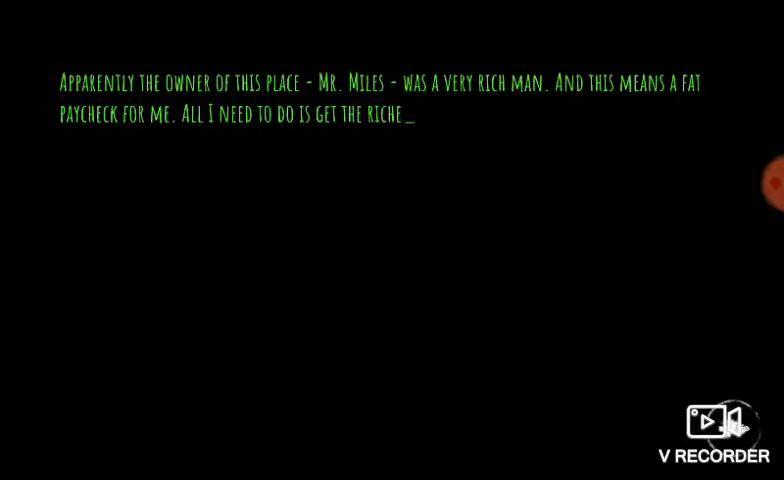 Apparently the owner of this place - Mr. Miles - was a very rich man. And this means a fat
paycheck for me. All I need to do is get the riche_
V RECORDER